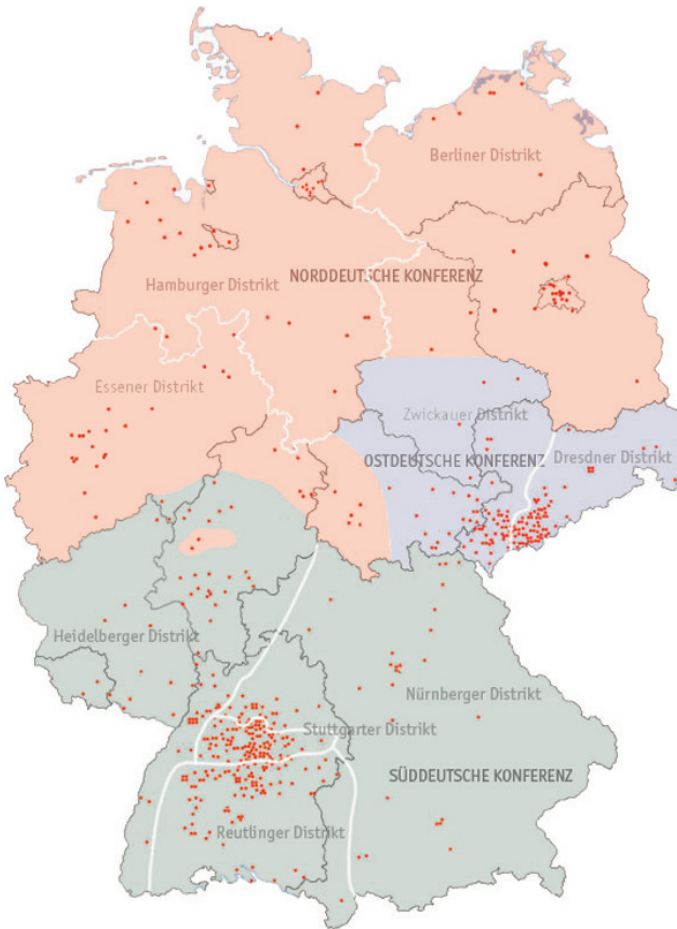 Berliner Distrikt
NORDDEUTSCHE KONFERENZ
Hamburger Distrikt
Essener Distrikt
Zwickauer Distrikt
OSTDEUTSCHE KONFERENZ
Dresdner Distrikt
Heidelberger Distrikt
Nürnberger Distrikt
Stuttgarter Distrikt
SÜDDEUTSCHE KONFERENZ
Reutlinger Distrikt